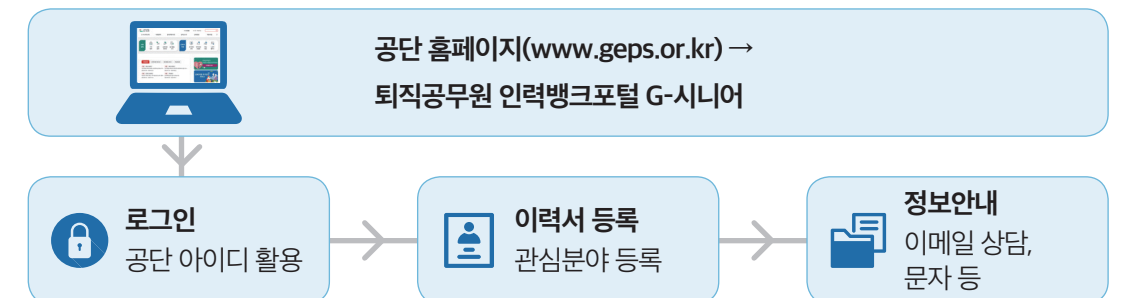 공단 홈페이지(www.geps.or.kr) →
퇴직공무원 인력뱅크포털 G-시니어
로그인
공단 아이디 활용
이력서 등록
관심분야 등록
정보안내
이메일 상담,
문자 등